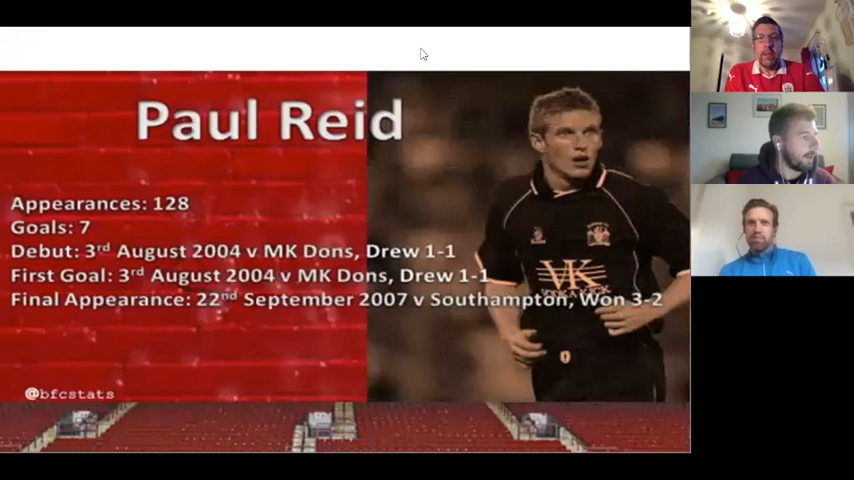 Paul Reid
Appearances: 128
Goals: 7
Debut: 3rd August 2004 v MK Dons, Drew 1-1
First Goal: 3rd August 2004 v MK Dons, Drew 1-1
Final Appearance: 22nd September 2007 v Southampton, Won 3-2
VK
@bfcstats